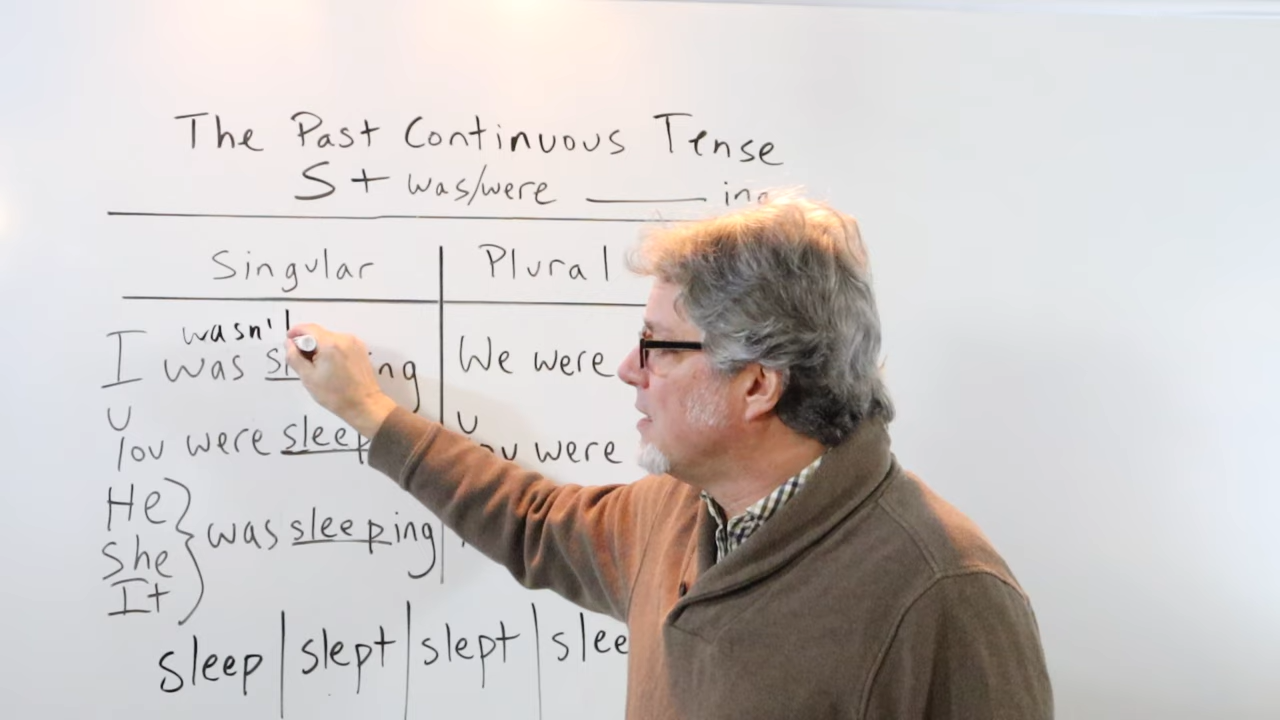 The Past Continuous Tense
S + was/were ______ ing
Singular
Plural
wasn't
I was sleeping
We were
You were sleep
You were
He
She
It
was sleeping
sleep | slept | slept | slee